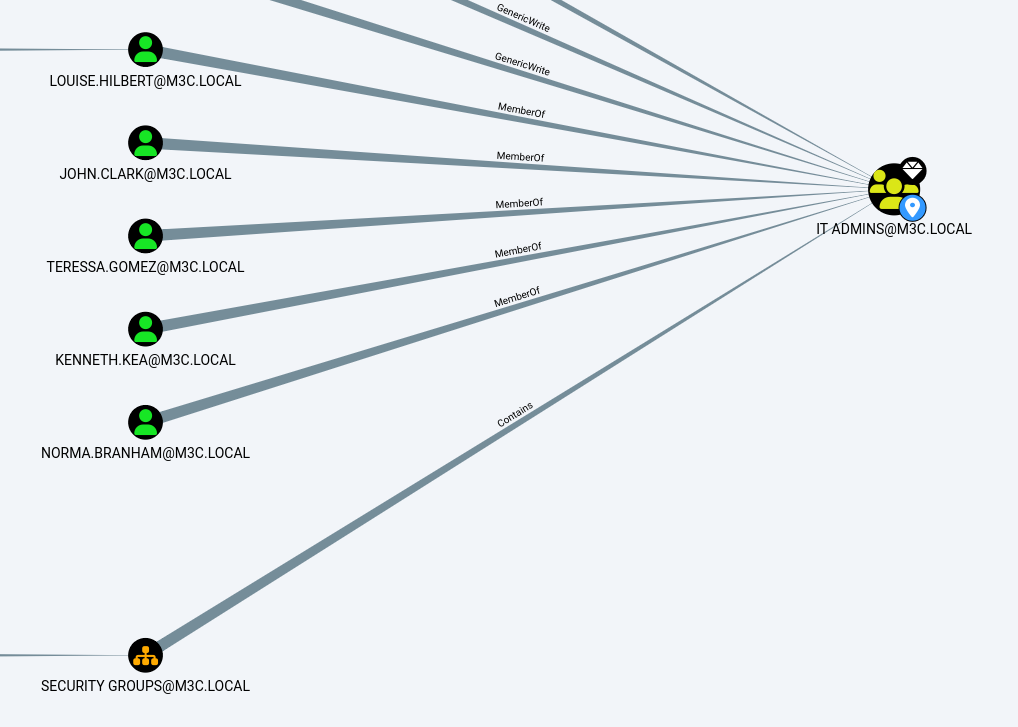 GenericWrite
GenericWrite
LOUISE.HILBERT@M3C.LOCAL
MemberOf
MemberOf
JOHN.CLARK@M3C.LOCAL
MemberOf
IT ADMINS@M3C.LOCAL
MemberOf
TERESSA.GOMEZ@M3C.LOCAL
MemberOf
KENNETH.KEA@M3C.LOCAL
Contains
NORMA.BRANHAM@M3C.LOCAL
SECURITY GROUPS@M3C.LOCAL